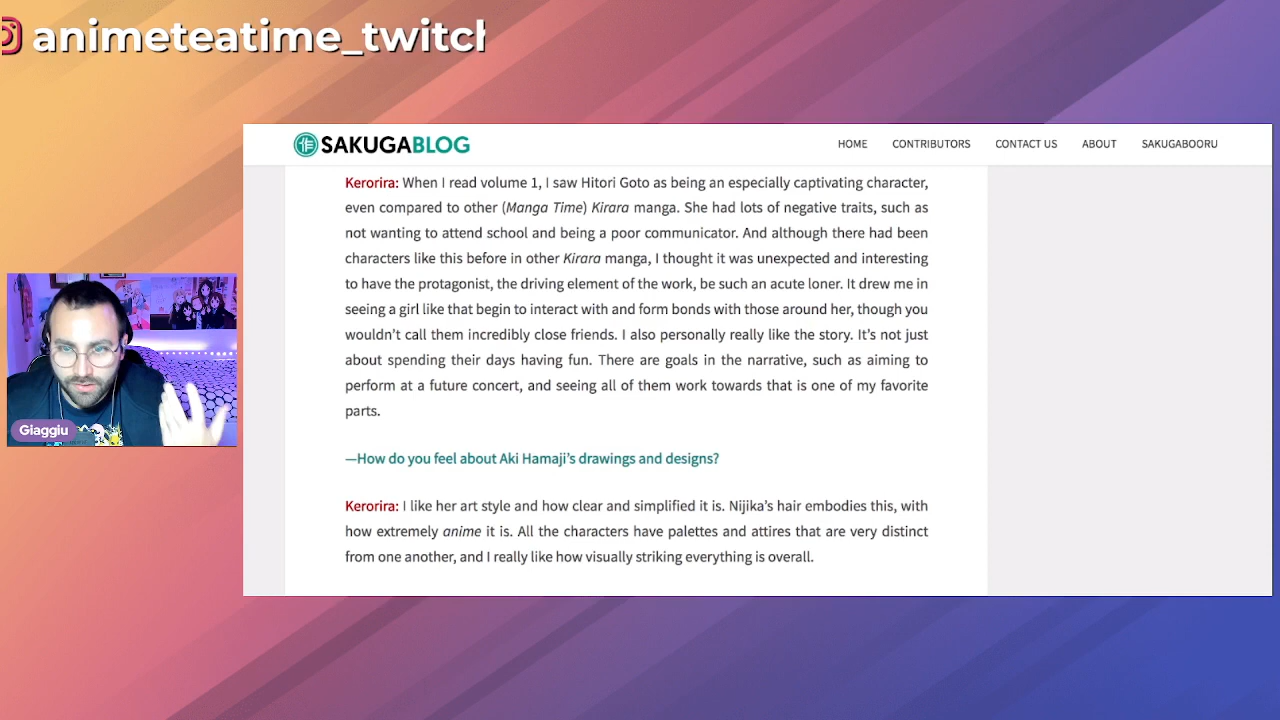 animeteatime_twitch
SAKUGABLOG
HOME CONTRIBUTORS CONTACT US ABOUT SAKUGABOORU
Kerorira: When I read volume 1, I saw Hitori Goto as being an especially captivating character,
even compared to other (Manga Time) Kirara manga. She had lots of negative traits, such as
not wanting to attend school and being a poor communicator. And although there had been
characters like this before in other Kirara manga, I thought it was unexpected and interesting
to have the protagonist, the driving element of the work, be such an acute loner. It drew me in
seeing a girl like that begin to interact with and form bonds with those around her, though you
wouldn’t call them incredibly close friends. I also personally really like the story. It’s not just
about spending their days having fun. There are goals in the narrative, such as aiming to
perform at a future concert, and seeing all of them work towards that is one of my favorite
parts.
Giaggiu
—How do you feel about Aki Hamaji’s drawings and designs?
Kerorira: I like her art style and how clear and simplified it is. Nijika’s hair embodies this, with
how extremely anime it is. All the characters have palettes and attires that are very distinct
from one another, and I really like how visually striking everything is overall.